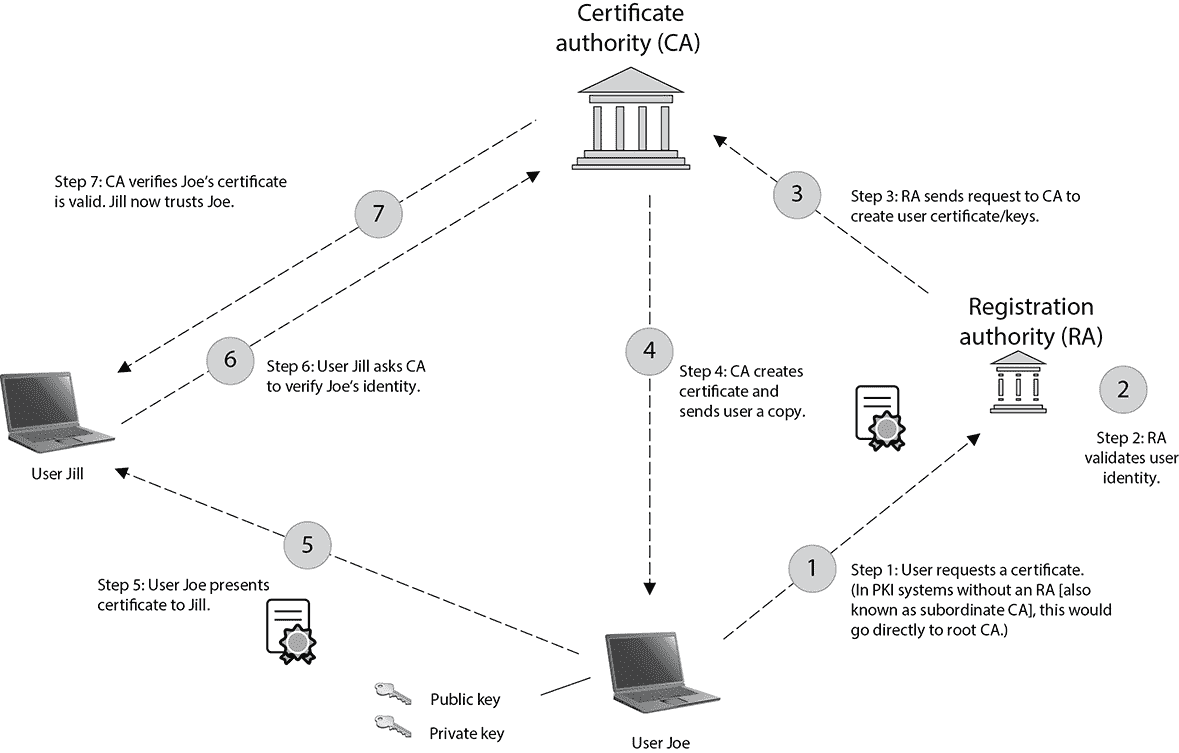 Certificate
authority (CA)
Step 7: CA verifies Joe's certificate
is valid. Jill now trusts Joe.
7
3
Step 3: RA sends request to CA to
create user certificate/keys.
Registration
authority (RA)
6
Step 6: User Jill asks CA
to verify Joe's identity.
4
Step 4: CA creates
certificate and
sends user a copy.
2
Step 2: RA
validates user
identity.
User Jill
5
Step 5: User Joe presents
certificate to Jill.
1
Step 1: User requests a certificate.
(In PKI systems without an RA [also
known as subordinate CA], this would
go directly to root CA.)
Public key
Private key
User Joe